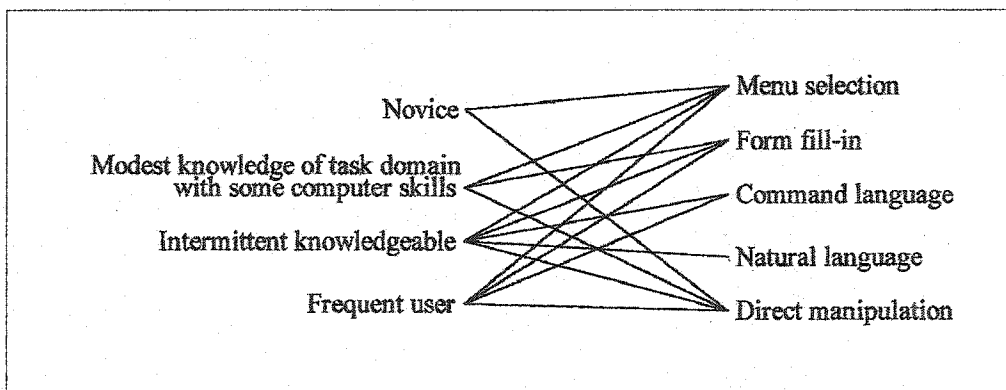 Novice
Modest knowledge of task domain
with some computer skills
Intermittent knowledgeable
Frequent user
Menu selection
Form fill-in
Command language
Natural language
Direct manipulation